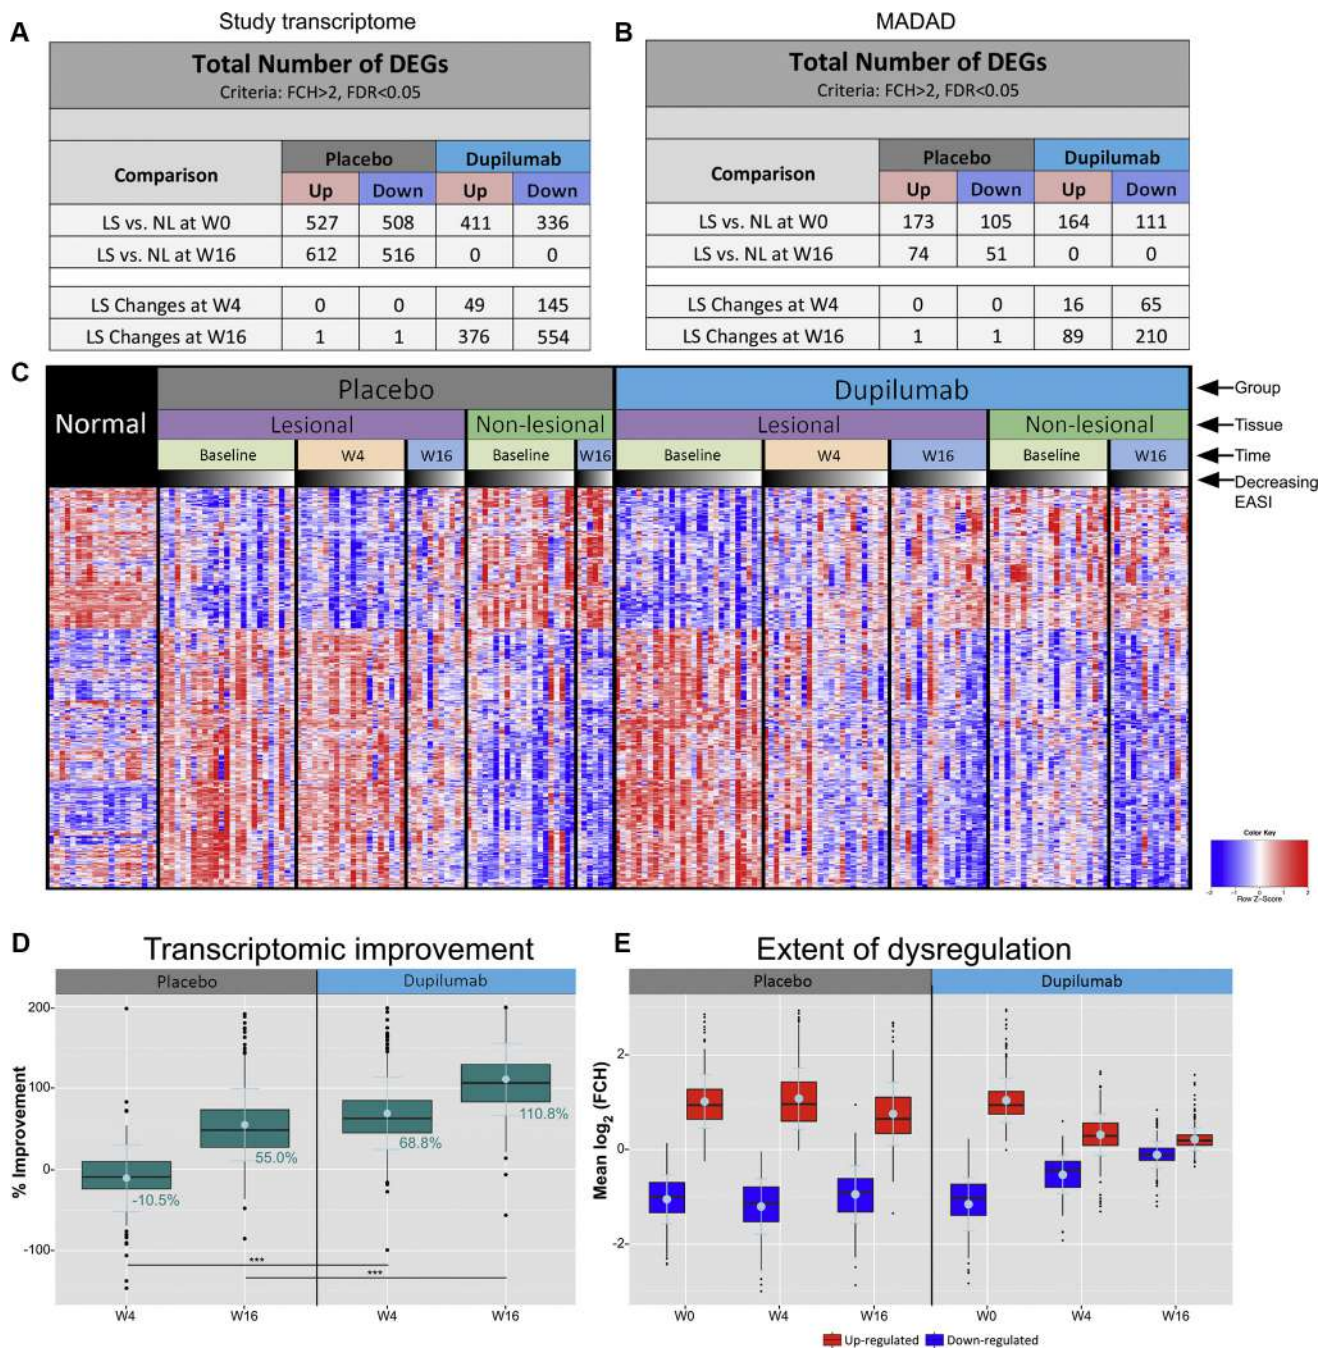 A Study transcriptome
Total Number of DEGs
Criteria: FCH>2, FDR<0.05
Comparison Placebo Dupilumab
Up Down Up Down
LS vs. NL at W0 527 508 411 336
LS vs. NL at W16 612 516 0 0
LS Changes at W4 0 0 49 145
LS Changes at W16 1 1 376 554
B MADAD
Total Number of DEGs
Criteria: FCH>2, FDR<0.05
Comparison Placebo Dupilumab
Up Down Up Down
LS vs. NL at W0 173 105 164 111
LS vs. NL at W16 74 51 0 0
LS Changes at W4 0 0 16 65
LS Changes at W16 1 1 89 210
C
Normal Placebo Dupilumab Group
Lesional Non-lesional Lesional Non-lesional Tissue
Baseline W4 W16 Baseline W16 Baseline W4 W16 Baseline W16 Time
Decreasing
EASI
Color Key
-2 -1 0 1 2
Row Z-Score
D Transcriptomic improvement
Placebo Dupilumab
% Improvement
200
100
0
-100
-10.5%
55.0%
68.8%
110.8%
***
***
W4 W16 W4 W16
E Extent of dysregulation
Placebo Dupilumab
Mean log2 (FCH)
2
0
-2
W0 W4 W16 W0 W4 W16
Up-regulated Down-regulated